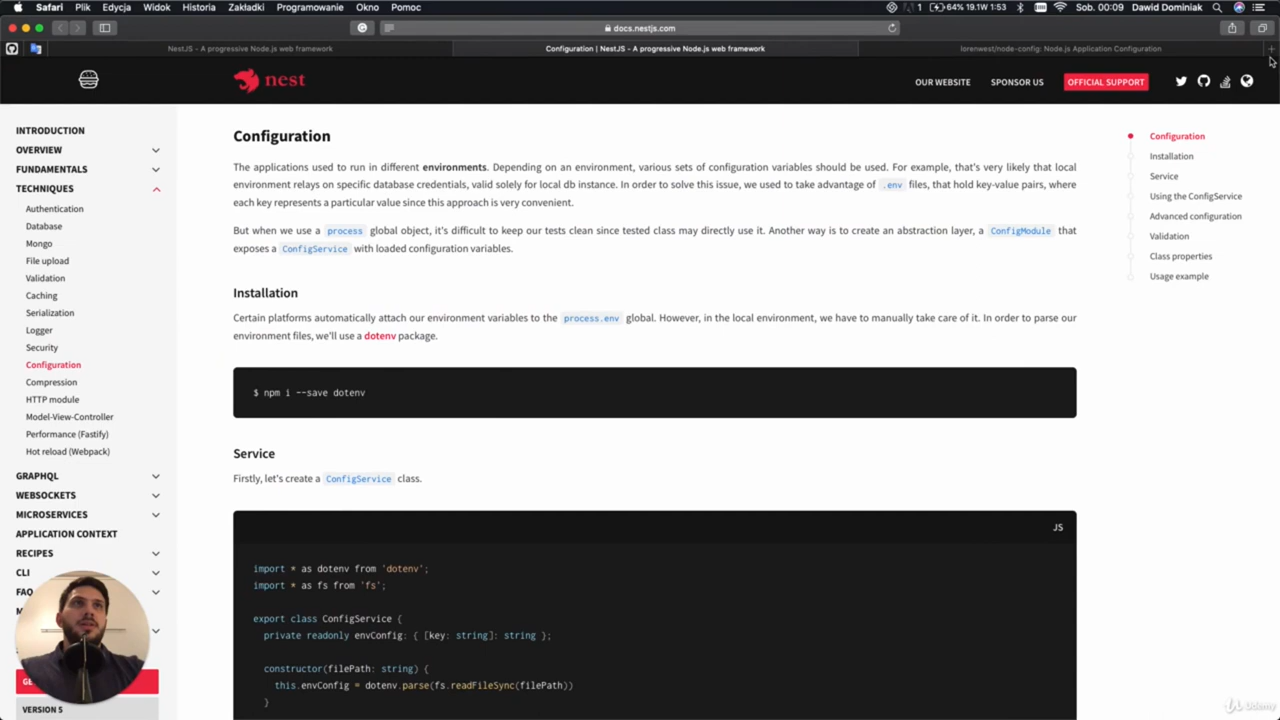 Safari Plik Edycja Widok Historia Zakładki Programowanie Okno Pomoc
1 64% 19.1W 1:53 Sob. 00:09 Dawid Dominiak
docs.nestjs.com
NestJS - A progressive Node.js web framework
Configuration | NestJS - A progressive Node.js web framework
lorenwest/node-config: Node.js Application Configuration
nest
OUR WEBSITE
SPONSOR US
OFFICIAL SUPPORT
INTRODUCTION
OVERVIEW
FUNDAMENTALS
TECHNIQUES
Authentication
Database
Mongo
File upload
Validation
Caching
Serialization
Logger
Security
Configuration
Compression
HTTP module
Model-View-Controller
Performance (Fastify)
Hot reload (Webpack)
GRAPHQL
WEBSOCKETS
MICROSERVICES
APPLICATION CONTEXT
RECIPES
CLI
FAQ
VERSION 5
Configuration
The applications used to run in different environments. Depending on an environment, various sets of configuration variables should be used. For example, that's very likely that local
environment relays on specific database credentials, valid solely for local db instance. In order to solve this issue, we used to take advantage of .env files, that hold key-value pairs, where
each key represents a particular value since this approach is very convenient.
But when we use a process global object, it's difficult to keep our tests clean since tested class may directly use it. Another way is to create an abstraction layer, a ConfigModule that
exposes a ConfigService with loaded configuration variables.
Installation
Certain platforms automatically attach our environment variables to the process.env global. However, in the local environment, we have to manually take care of it. In order to parse our
environment files, we'll use a dotenv package.
$ npm i --save dotenv
Service
Firstly, let's create a ConfigService class.
JS
import * as dotenv from 'dotenv';
import * as fs from 'fs';
export class ConfigService {
private readonly envConfig: { [key: string]: string };
constructor(filePath: string) {
this.envConfig = dotenv.parse(fs.readFileSync(filePath))
}
Configuration
Installation
Service
Using the ConfigService
Advanced configuration
Validation
Class properties
Usage example
Udemy